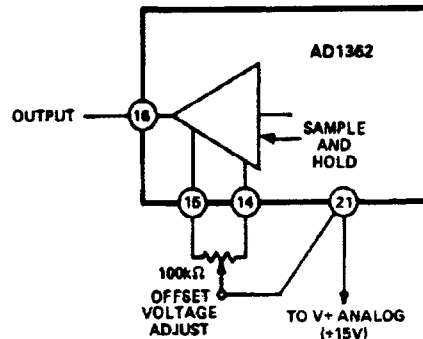 AD1362
OUTPUT
16
SAMPLE
AND
HOLD
15
14
21
100kΩ
OFFSET
VOLTAGE
ADJUST
TO V+ ANALOG
(+15V)